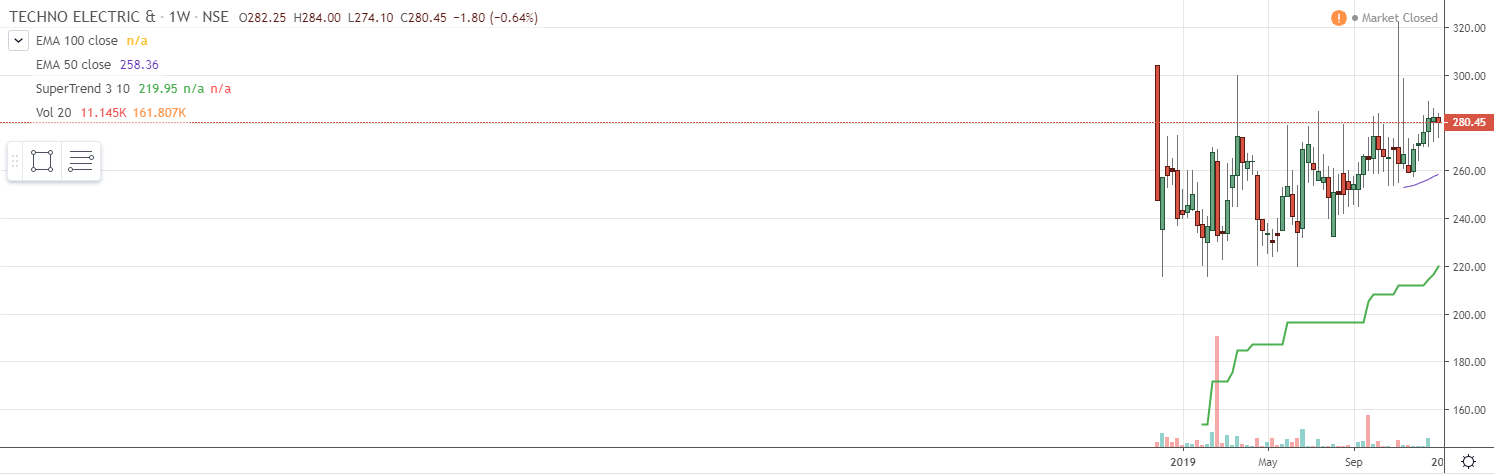 TECHNO ELECTRIC & · 1W · NSE O282.25 H284.00 L274.10 C280.45 −1.80 (−0.64%)
! Market Closed
EMA 100 close n/a
EMA 50 close 258.36
SuperTrend 3 10 219.95 n/a n/a
Vol 20 11.145K 161.807K
320.00
300.00
280.45
260.00
240.00
220.00
200.00
180.00
160.00
2019 May Sep 20